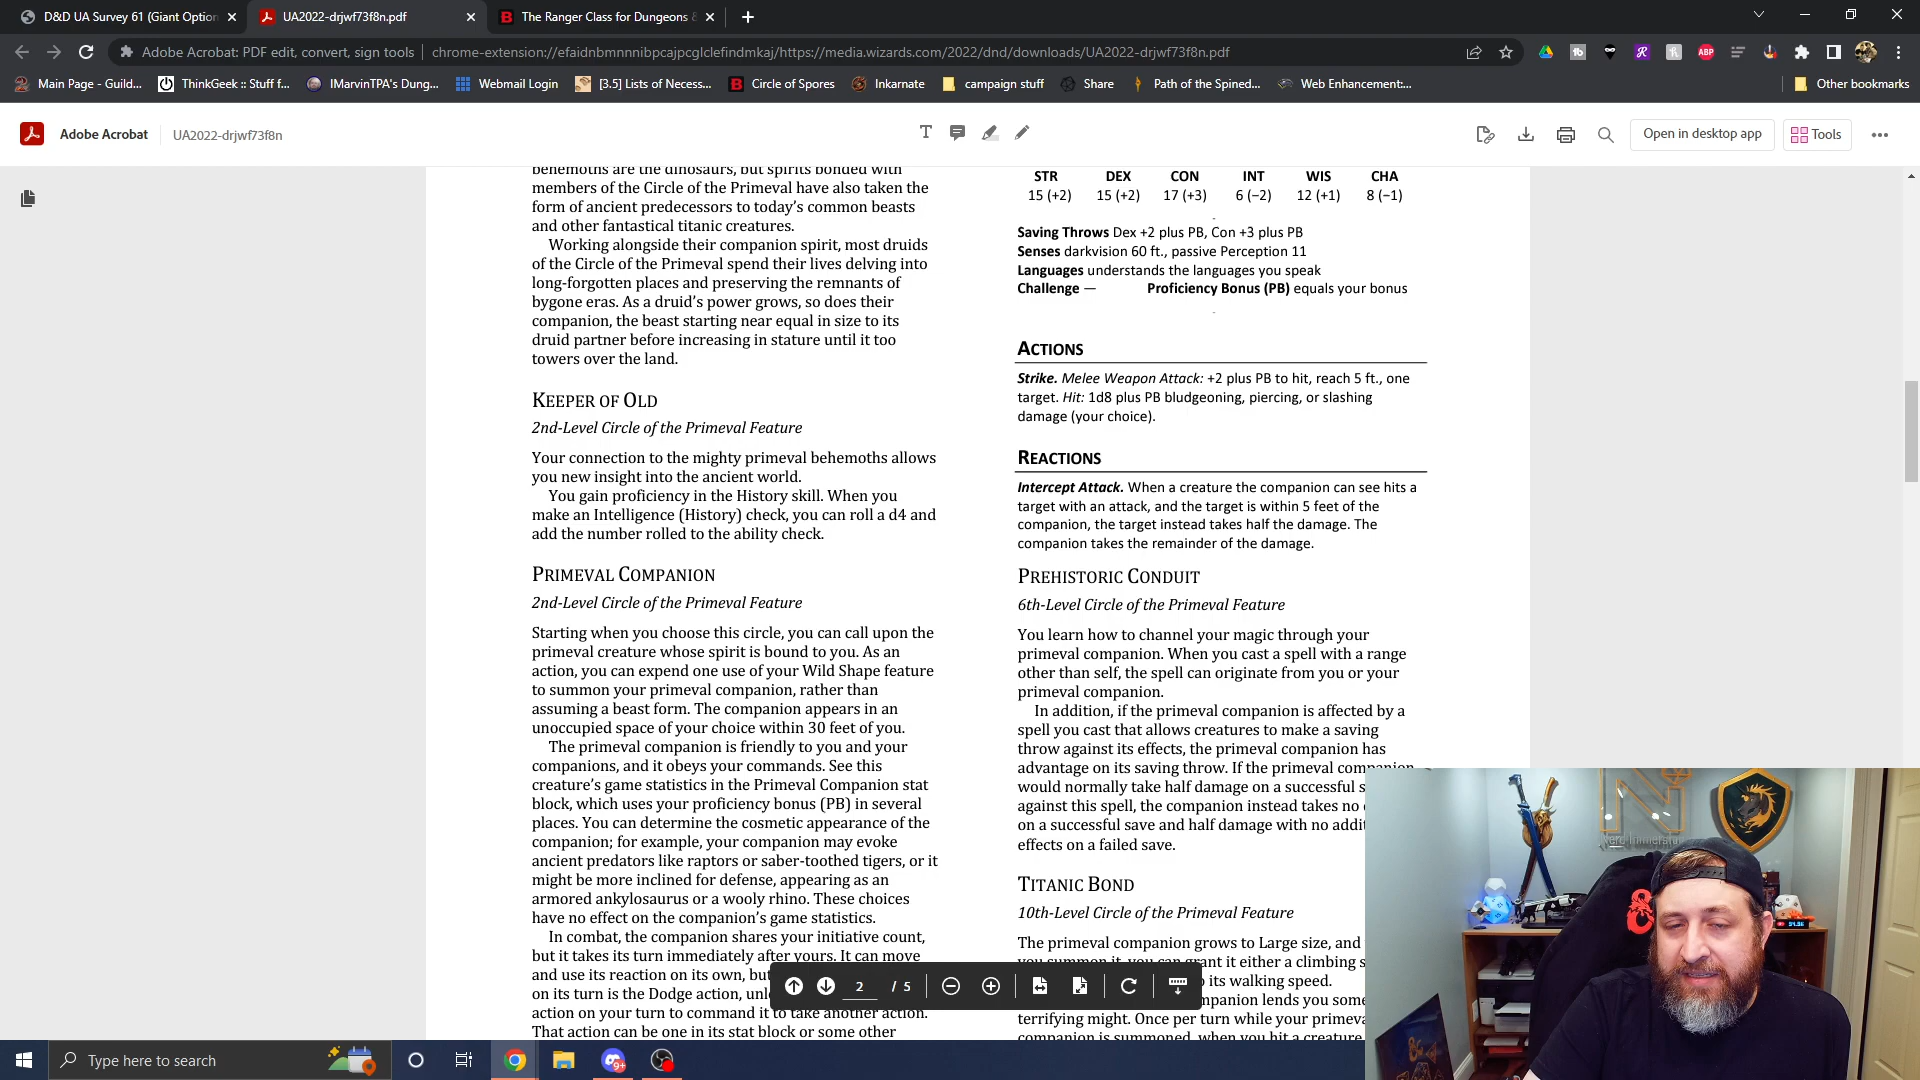 D&D UA Survey 61 (Giant Option
UA2022-drjwf73f8n.pdf
The Ranger Class for Dungeons &
Adobe Acrobat: PDF edit, convert, sign tools
chrome-extension://efaidnbmnnnibpcajpcglclefindmkaj/https://media.wizards.com/2022/dnd/downloads/UA2022-drjwf73f8n.pdf
ABP
Main Page - Guild...
ThinkGeek :: Stuff f...
IMarvinTPA's Dung...
Webmail Login
[3.5] Lists of Necess...
Circle of Spores
Inkarnate
campaign stuff
Share
Path of the Spined...
Web Enhancement:...
Other bookmarks
Adobe Acrobat
UA2022-drjwf73f8n
Open in desktop app
Tools
behemoths are the dinosaurs, but spirits bonded with
members of the Circle of the Primeval have also taken the
form of ancient predecessors to today's common beasts
and other fantastical titanic creatures.
Working alongside their companion spirit, most druids
of the Circle of the Primeval spend their lives delving into
long-forgotten places and preserving the remnants of
bygone eras. As a druid's power grows, so does their
companion, the beast starting near equal in size to its
druid partner before increasing in stature until it too
towers over the land.
KEEPER OF OLD
2nd-Level Circle of the Primeval Feature
Your connection to the mighty primeval behemoths allows
you new insight into the ancient world.
You gain proficiency in the History skill. When you
make an Intelligence (History) check, you can roll a d4 and
add the number rolled to the ability check.
PRIMEVAL COMPANION
2nd-Level Circle of the Primeval Feature
Starting when you choose this circle, you can call upon the
primeval creature whose spirit is bound to you. As an
action, you can expend one use of your Wild Shape feature
to summon your primeval companion, rather than
assuming a beast form. The companion appears in an
unoccupied space of your choice within 30 feet of you.
The primeval companion is friendly to you and your
companions, and it obeys your commands. See this
creature's game statistics in the Primeval Companion stat
block, which uses your proficiency bonus (PB) in several
places. You can determine the cosmetic appearance of the
companion; for example, your companion may evoke
ancient predators like raptors or saber-toothed tigers, or it
might be more inclined for defense, appearing as an
armored ankylosaurus or a wooly rhino. These choices
have no effect on the companion's game statistics.
In combat, the companion shares your initiative count,
but it takes its turn immediately after yours. It can move
and use its reaction on its own, but
on its turn is the Dodge action, unl
action on your turn to command it to take another action.
That action can be one in its stat block or some other
STR DEX CON INT WIS CHA
15 (+2) 15 (+2) 17 (+3) 6 (−2) 12 (+1) 8 (−1)
Saving Throws Dex +2 plus PB, Con +3 plus PB
Senses darkvision 60 ft., passive Perception 11
Languages understands the languages you speak
Challenge — Proficiency Bonus (PB) equals your bonus
ACTIONS
Strike. Melee Weapon Attack: +2 plus PB to hit, reach 5 ft., one
target. Hit: 1d8 plus PB bludgeoning, piercing, or slashing
damage (your choice).
REACTIONS
Intercept Attack. When a creature the companion can see hits a
target with an attack, and the target is within 5 feet of the
companion, the target instead takes half the damage. The
companion takes the remainder of the damage.
PREHISTORIC CONDUIT
6th-Level Circle of the Primeval Feature
You learn how to channel your magic through your
primeval companion. When you cast a spell with a range
other than self, the spell can originate from you or your
primeval companion.
In addition, if the primeval companion is affected by a
spell you cast that allows creatures to make a saving
throw against its effects, the primeval companion has
advantage on its saving throw. If the primeval companion
would normally take half damage on a successful s
against this spell, the companion instead takes no
on a successful save and half damage with no addit
effects on a failed save.
TITANIC BOND
10th-Level Circle of the Primeval Feature
The primeval companion grows to Large size, and
you summon it, you can grant it either a climbing s
its walking speed.
mpanion lends you some
terrifying might. Once per turn while your primeva
companion is summoned, when you hit a creature
2 / 5
Type here to search
9+